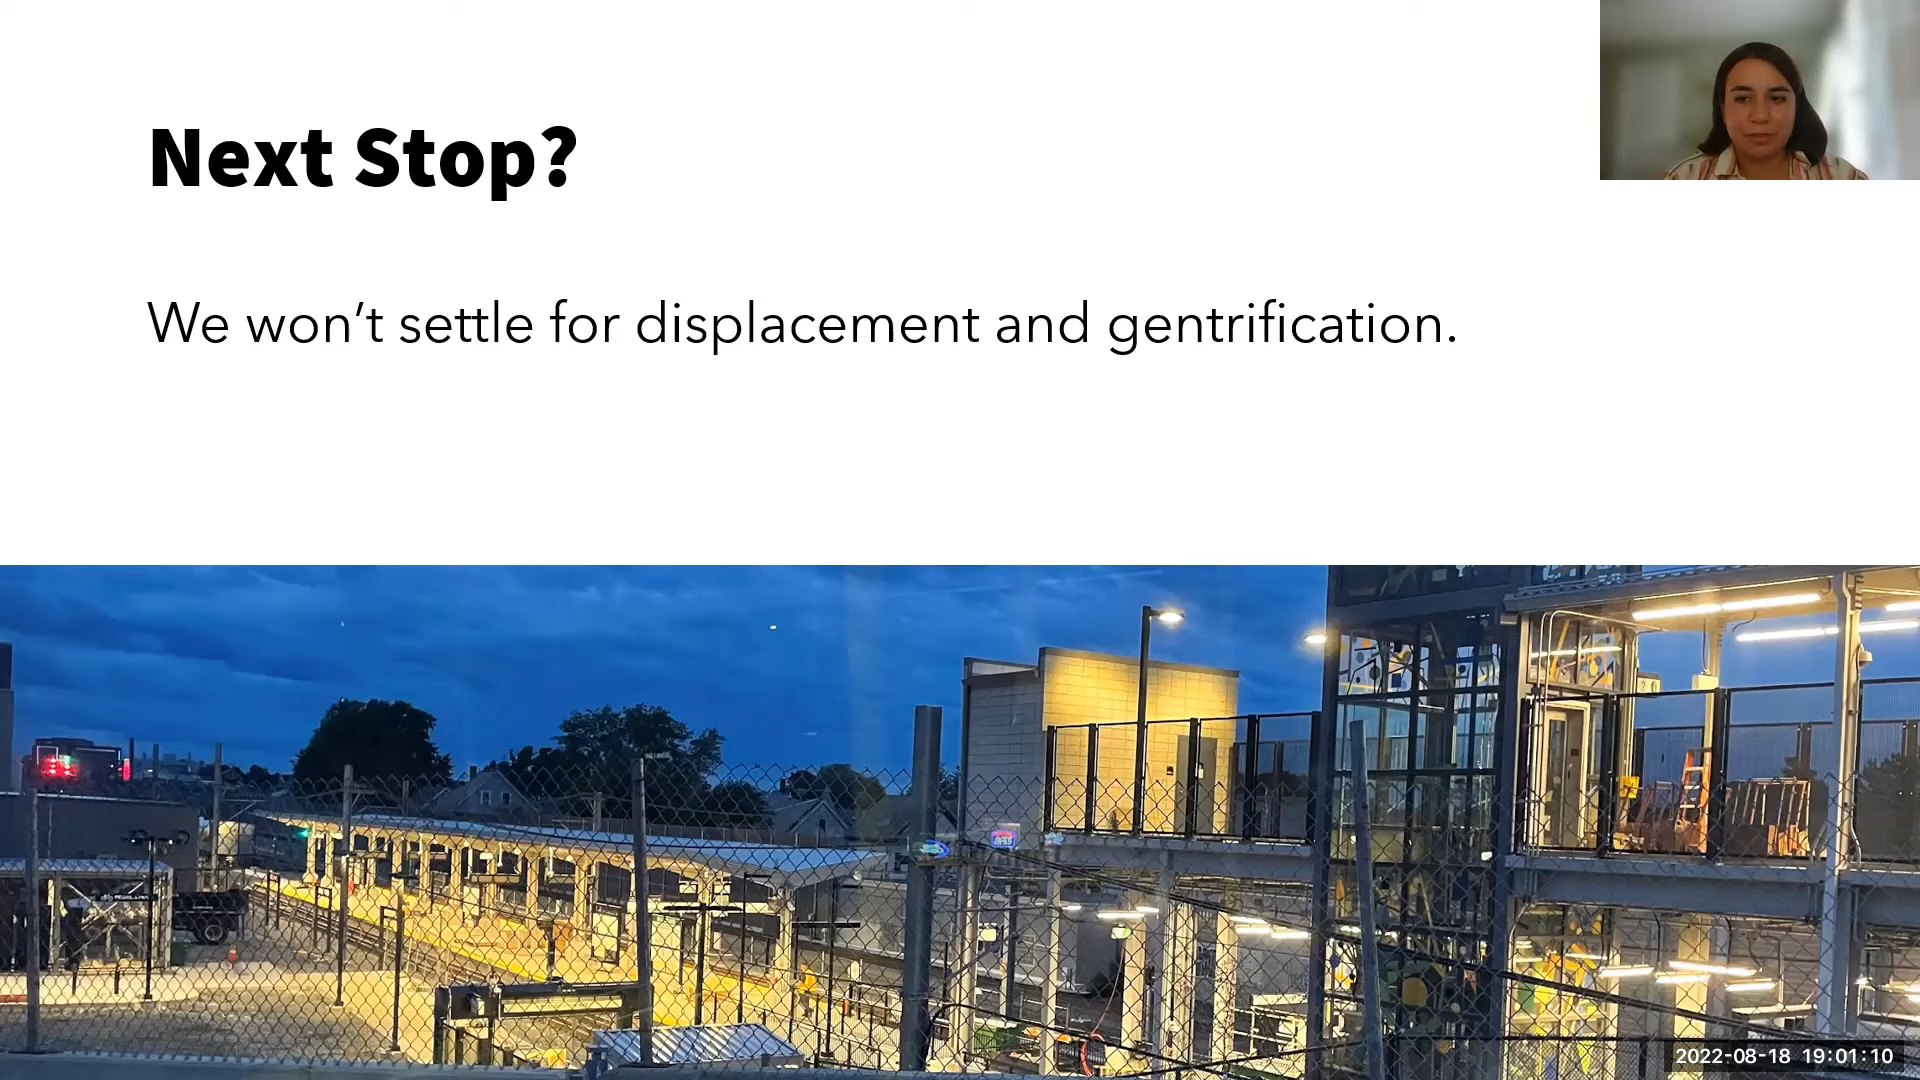 Next Stop?
We won’t settle for displacement and gentrification.
2022-08-18 19:01:10